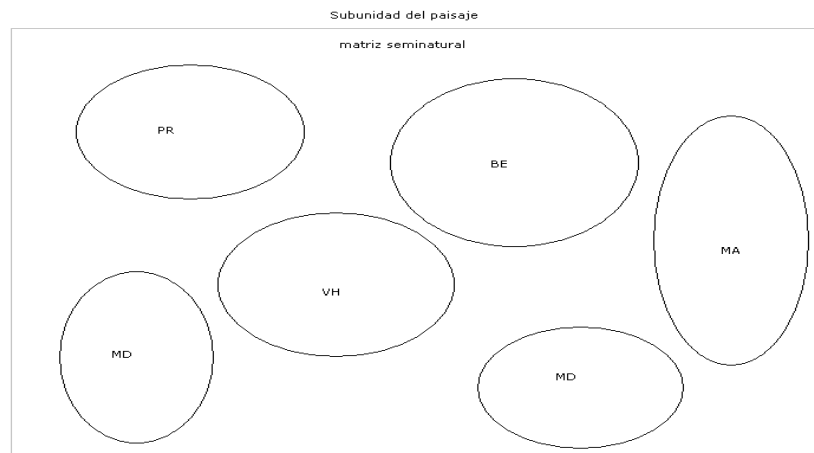 Subunidad del paisaje
matriz seminatural
PR
BE
MA
VH
MD
MD